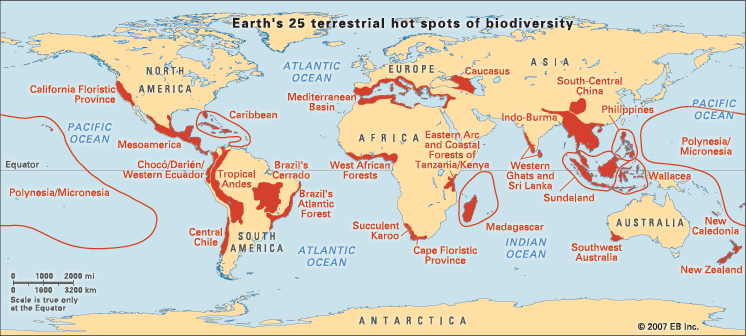 Earth's 25 terrestrial hot spots of biodiversity
NORTH
AMERICA
ATLANTIC
OCEAN
EUROPE
ASIA
Caucasus
South-Central
China
California Floristic
Province
Mediterranean
Basin
PACIFIC
OCEAN
Caribbean
Indo-Burma
Philippines
PACIFIC
OCEAN
Mesoamerica
AFRICA
Eastern Arc
and Coastal
Forests of
Tanzania/Kenya
Polynesia/
Micronesia
Equator
Chocó/Darién/
Western Ecuador
Tropical
Andes
Brazil's
Cerrado
West African
Forests
Western
Ghats and
Sri Lanka
Wallacea
Sundaland
Polynesia/Micronesia
Brazil's
Atlantic
Forest
Madagascar
AUSTRALIA
New
Caledonia
Central
Chile
SOUTH
AMERICA
ATLANTIC
OCEAN
Succulent
Karoo
Cape Floristic
Province
INDIAN
OCEAN
Southwest
Australia
New Zealand
0 1000 2000 mi
0 1600 3200 km
Scale is true only
at the Equator
ANTARCTICA
© 2007 EB Inc.